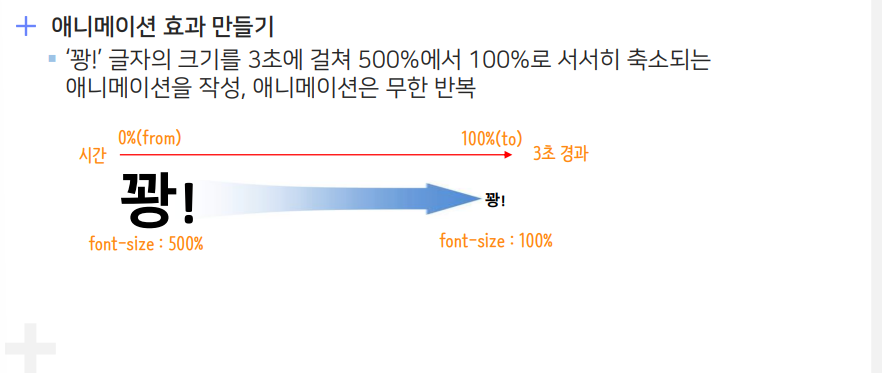 애니메이션 효과 만들기
‘꽝!’ 글자의 크기를 3초에 걸쳐 500%에서 100%로 서서히 축소되는
애니메이션을 작성, 애니메이션은 무한 반복
0%(from)
100%(to)
시간
3초 경과
꽝!
꽝!
font-size : 500%
font-size : 100%